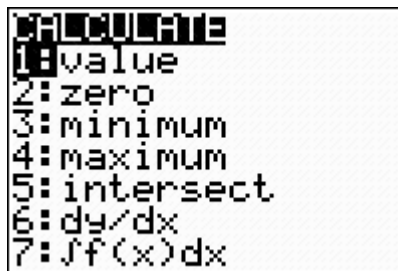 CALCULATE
1:value
2:zero
3:minimum
4:maximum
5:intersect
6:dy/dx
7:∫f(x)dx